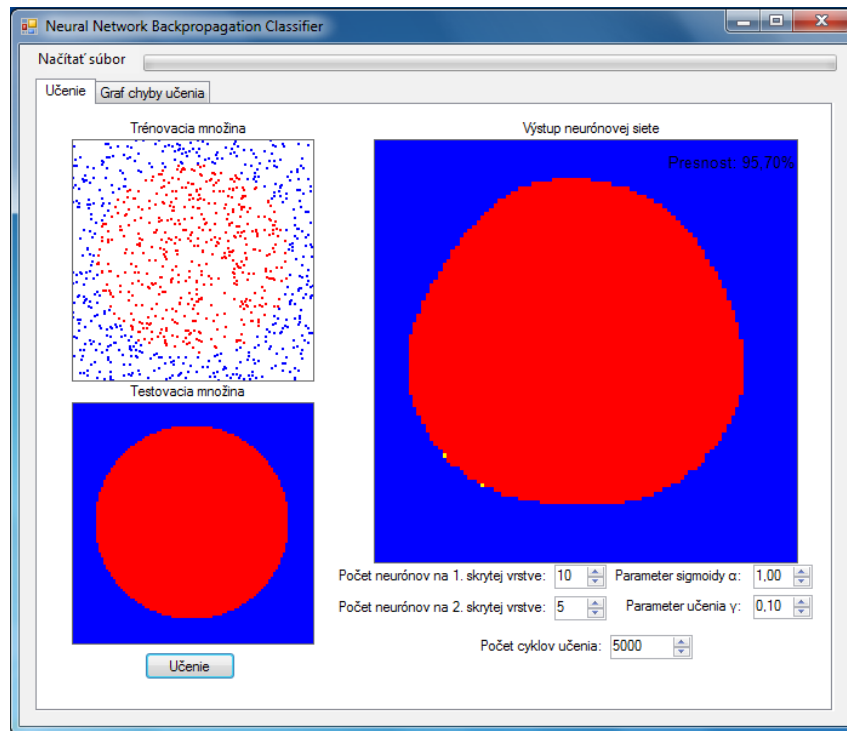 Neural Network Backpropagation Classifier
Načítať súbor
Učenie
Graf chyby učenia
Trénovacia množina
Výstup neurónovej siete
Presnost: 95,70%
Testovacia množina
Počet neurónov na 1. skrytej vrstve: 10 Parameter sigmoidy α: 1,00
Počet neurónov na 2. skrytej vrstve: 5 Parameter učenia γ: 0,10
Počet cyklov učenia: 5000
Učenie